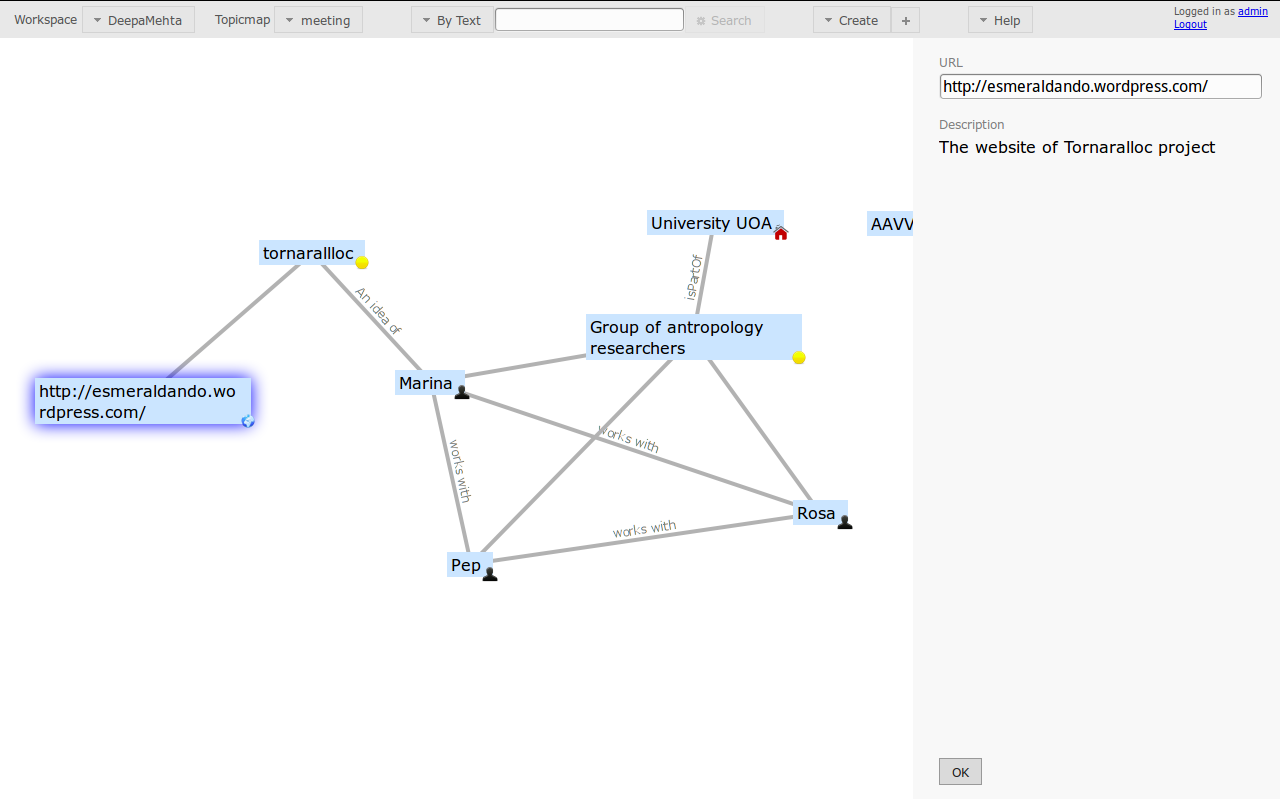 Workspace DeepaMehta Topicmap meeting By Text Search Create + Help
Logged in as admin
Logout
URL
http://esmeraldando.wordpress.com/
Description
The website of Tornaralloc project
University UOA
AAVV
tornarallloc
isPartOf
An idea of
Group of antropology
researchers
Marina
http://esmeraldando.wo
rdpress.com/
works with
works with
Rosa
works with
Pep
OK